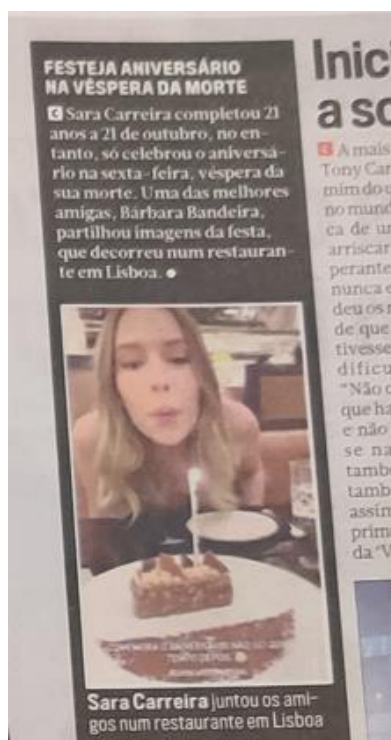 FESTEJA ANIVERSÁRIO
NA VÉSPERA DA MORTE
C Sara Carreira completou 21
anos a 21 de outubro, no en-
tanto, só celebrou o aniversá-
rio na sexta-feira, véspera da
sua morte. Uma das melhores
amigas, Bárbara Bandeira,
partilhou imagens da festa,
que decorreu num restauran-
te em Lisboa. ●
Sara Carreira juntou os ami-
gos num restaurante em Lisboa
Inic
a so
C A mais
Tony Car
mim do
no mund
ca de un
arriscar
perante
nunca e
deu os
de que
tivesse
dificu
"Não
que ha
e não
se na
també
també
assim
prim
da "V